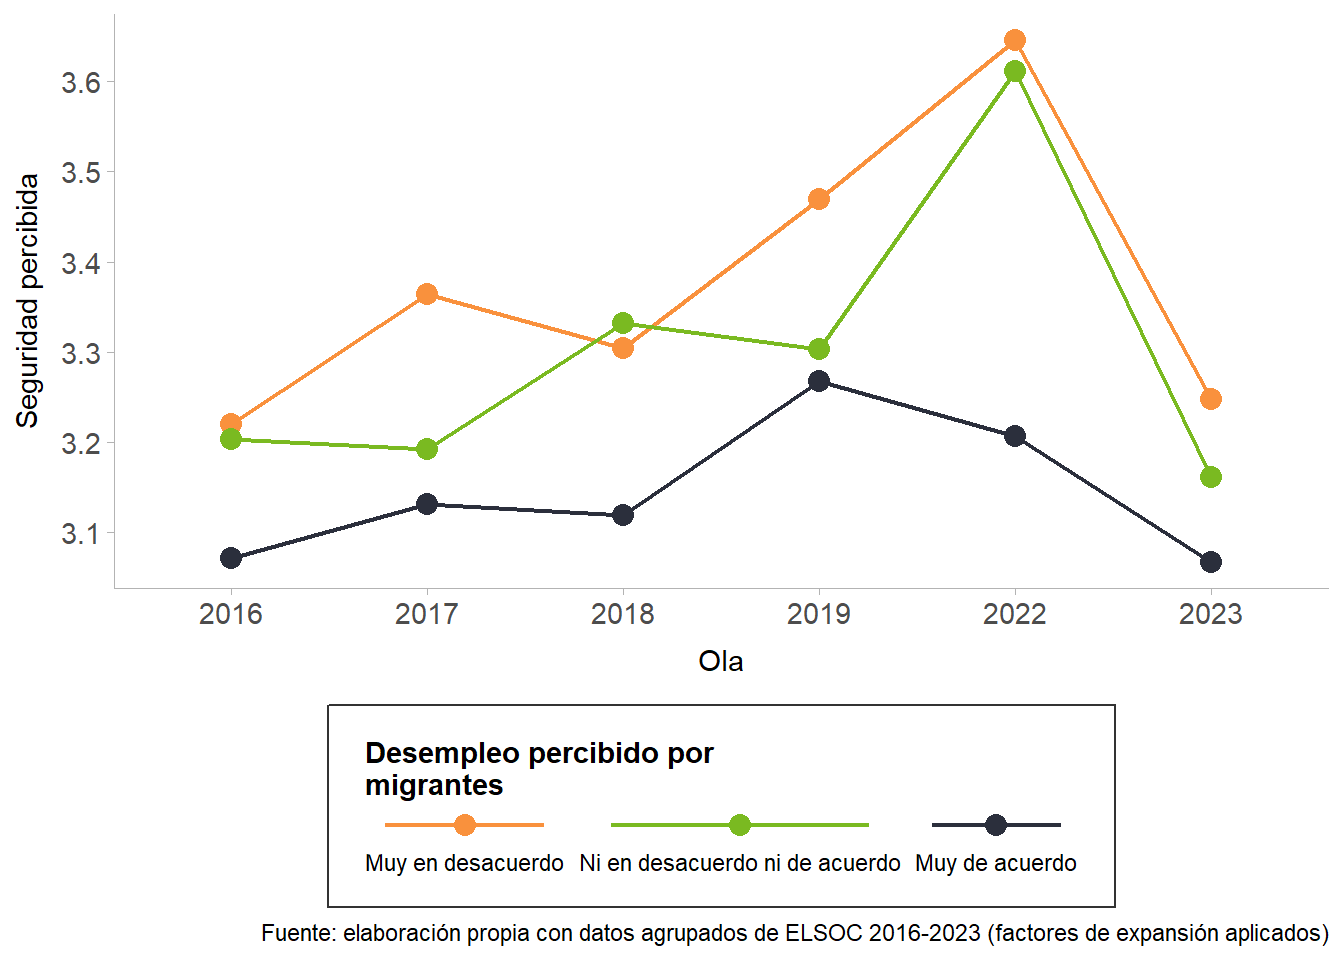 3.6
3.5
3.4
3.3
3.2
3.1
Seguridad percibida
2016 2017 2018 2019 2022 2023
Ola
Desempleo percibido por
migrantes
Muy en desacuerdo Ni en desacuerdo ni de acuerdo Muy de acuerdo
Fuente: elaboración propia con datos agrupados de ELSOC 2016-2023 (factores de expansión aplicados)